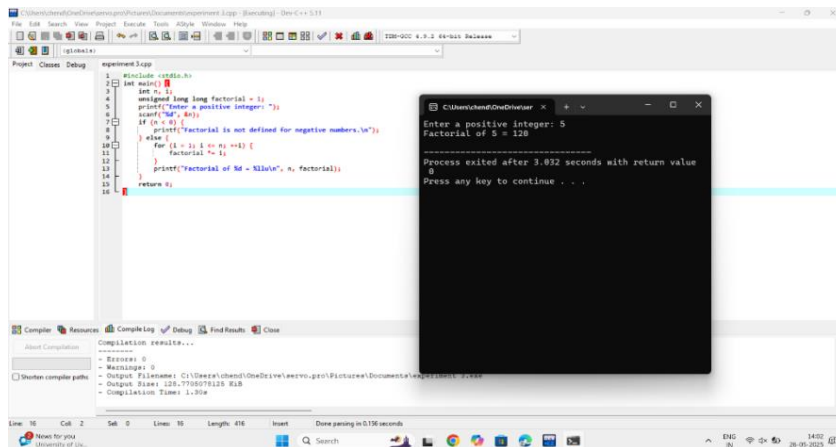 C:\Users\chend\OneDrive\servo.pro\Pictures\Documents\experiment 3.cpp - [Executing] - Dev-C++ 5.11
File Edit Search View Project Execute Tools AStyle Window Help
TDM-GCC 4.9.2 64-bit Release
(globals)
Project Classes Debug
experiment 3.cpp
1 #include <stdio.h>
2 int main() {
3 int n, i;
4 unsigned long long factorial = 1;
5 printf("Enter a positive integer: ");
6 scanf("%d", &n);
7 if (n < 0) {
8 printf("Factorial is not defined for negative numbers.\n");
9 } else {
10 for (i = 1; i <= n; ++i) {
11 factorial *= i;
12 }
13 printf("Factorial of %d = %llu\n", n, factorial);
14 }
15 return 0;
16 }
C:\Users\chend\OneDrive\ser
Enter a positive integer: 5
Factorial of 5 = 120
--------------------------------
Process exited after 3.032 seconds with return value
0
Press any key to continue . . .
Compiler Resources Compile Log Debug Find Results Close
Abort Compilation
Shorten compiler paths
Compilation results...
--------
- Errors: 0
- Warnings: 0
- Output Filename: C:\Users\chend\OneDrive\servo.pro\Pictures\Documents\experiment 3.exe
- Output Size: 128.7705078125 KiB
- Compilation Time: 1.30s
Line: 16 Col: 2 Sel: 0 Lines: 16 Length: 416 Insert Done parsing in 0.156 seconds
News for you
University of
Search
ENG
IN
14:02
26-05-2025